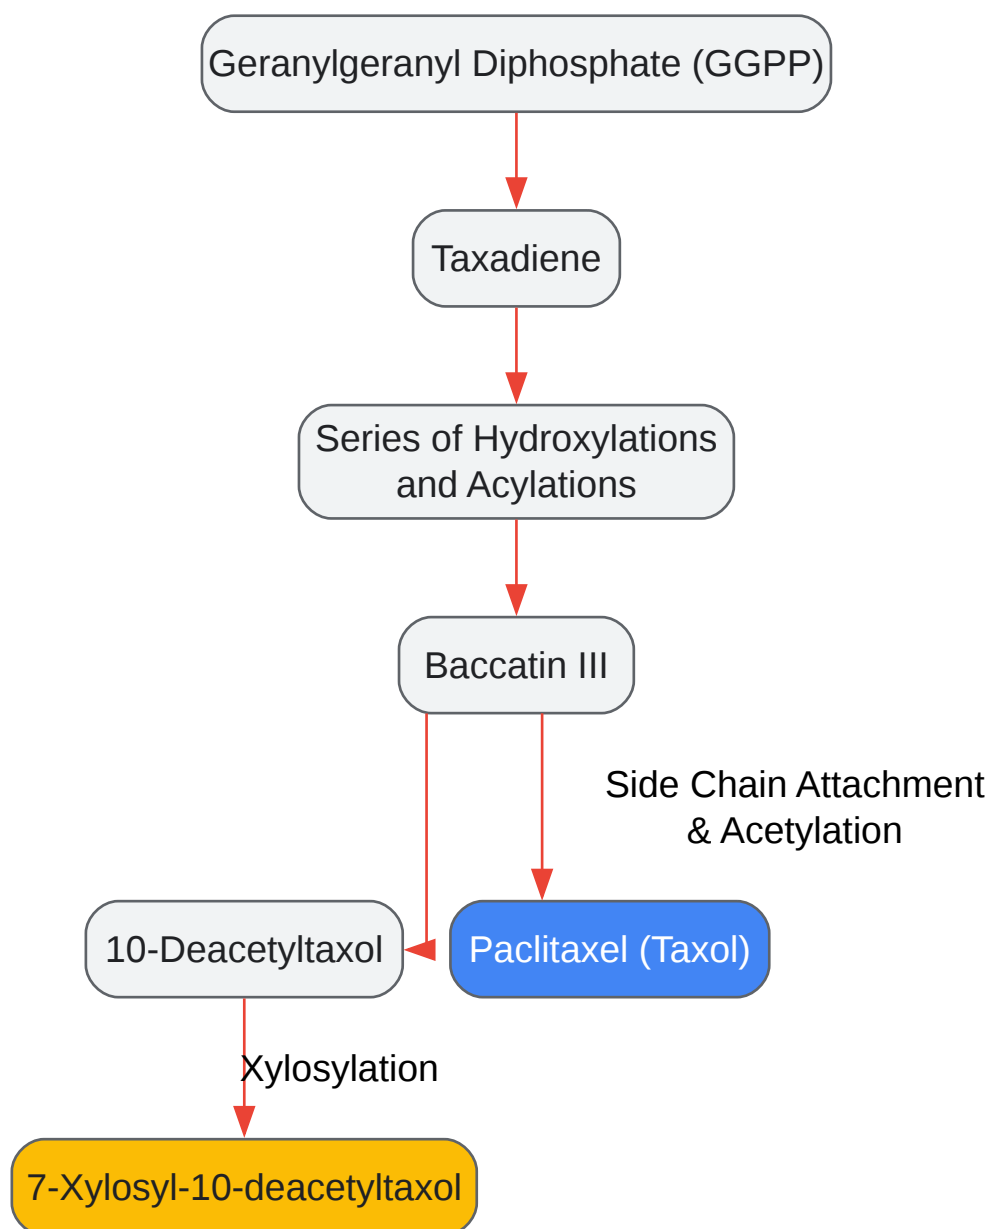 Geranylgeranyl Diphosphate (GGPP)
Taxadiene
Series of Hydroxylations
and Acylations
Baccatin III
Side Chain Attachment
& Acetylation
10-Deacetyltaxol
Paclitaxel (Taxol)
Xylosylation
7-Xylosyl-10-deacetyltaxol